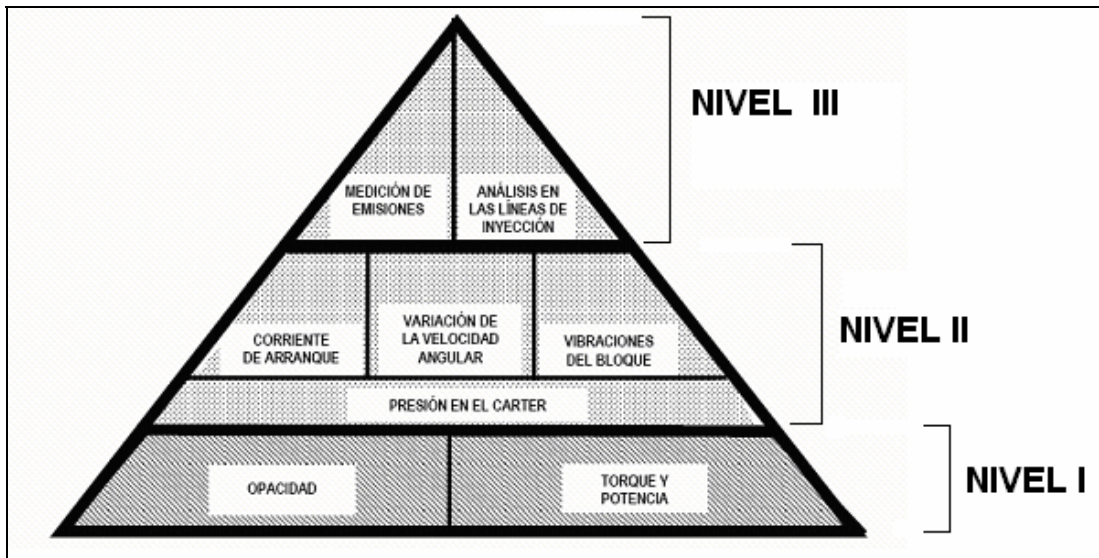 NIVEL III
MEDICIÓN DE
EMISIONES
ANÁLISIS EN
LAS LÍNEAS DE
INYECCIÓN
NIVEL II
CORRIENTE
DE ARRANQUE
VARIACIÓN DE
LA VELOCIDAD
ANGULAR
VIBRACIONES
DEL BLOQUE
PRESIÓN EN EL CARTER
NIVEL I
OPACIDAD
TORQUE Y
POTENCIA